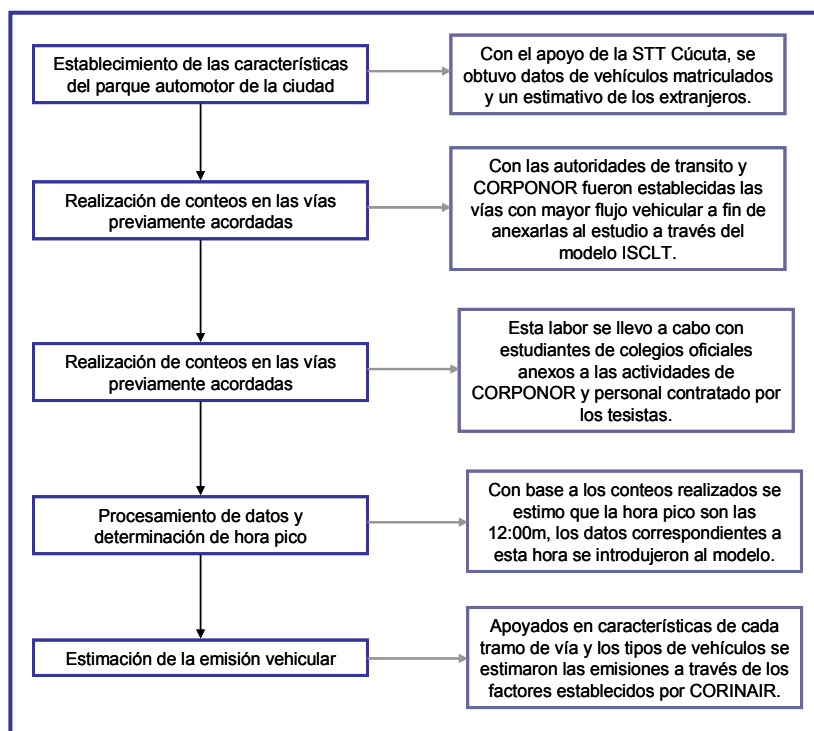 Establecimiento de las características
del parque automotor de la ciudad
Con el apoyo de la STT Cúcuta, se
obtuvo datos de vehículos matriculados
y un estimativo de los extranjeros.
Realización de conteos en las vías
previamente acordadas
Con las autoridades de transito y
CORPONOR fueron establecidas las
vías con mayor flujo vehicular a fin de
anexarlas al estudio a través del
modelo ISCLT.
Realización de conteos en las vías
previamente acordadas
Esta labor se llevo a cabo con
estudiantes de colegios oficiales
anexos a las actividades de
CORPONOR y personal contratado por
los tesistas.
Procesamiento de datos y
determinación de hora pico
Con base a los conteos realizados se
estimo que la hora pico son las
12:00m, los datos correspondientes a
esta hora se introdujeron al modelo.
Estimación de la emisión vehicular
Apoyados en características de cada
tramo de vía y los tipos de vehículos se
estimaron las emisiones a través de los
factores establecidos por CORINAIR.